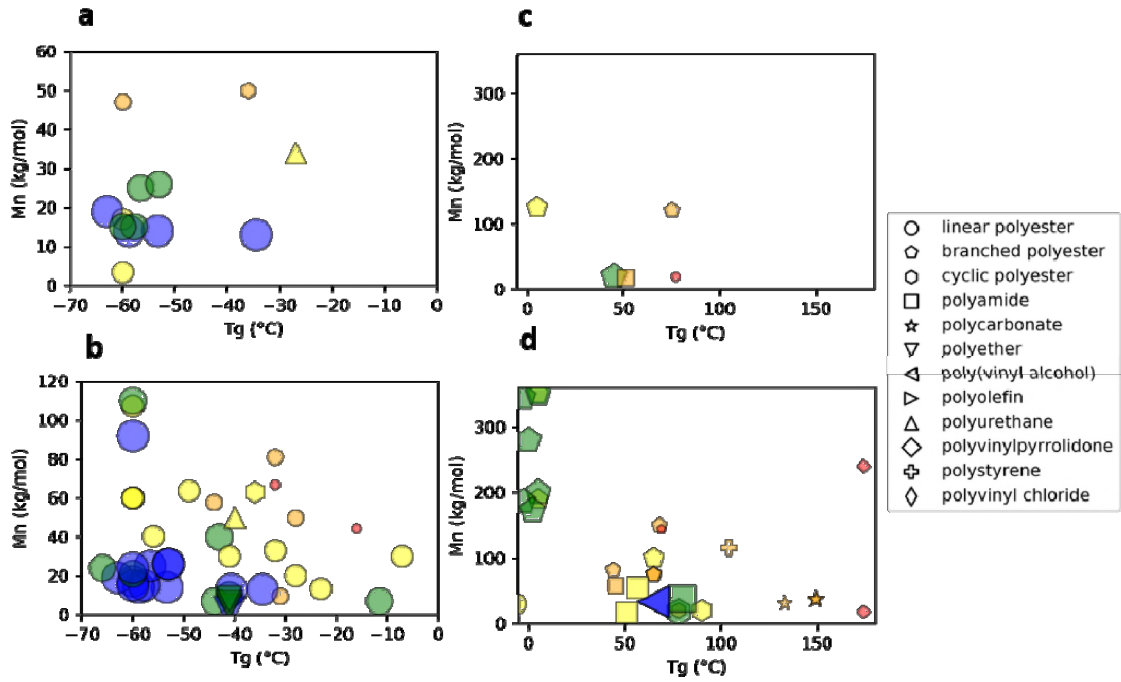 a
60
50
40
30
20
10
0
Mn (kg/mol)
−70 −60 −50 −40 −30 −20 −10 0
Tg (°C)
c
300
200
100
0
Mn (kg/mol)
0 50 100 150
Tg (°C)
b
120
100
80
60
40
20
0
Mn (kg/mol)
−70 −60 −50 −40 −30 −20 −10 0
Tg (°C)
d
300
200
100
0
Mn (kg/mol)
0 50 100 150
Tg (°C)
linear polyester
branched polyester
cyclic polyester
polyamide
polycarbonate
polyether
poly(vinyl alcohol)
polyolefin
polyurethane
polyvinylpyrrolidone
polystyrene
polyvinyl chloride